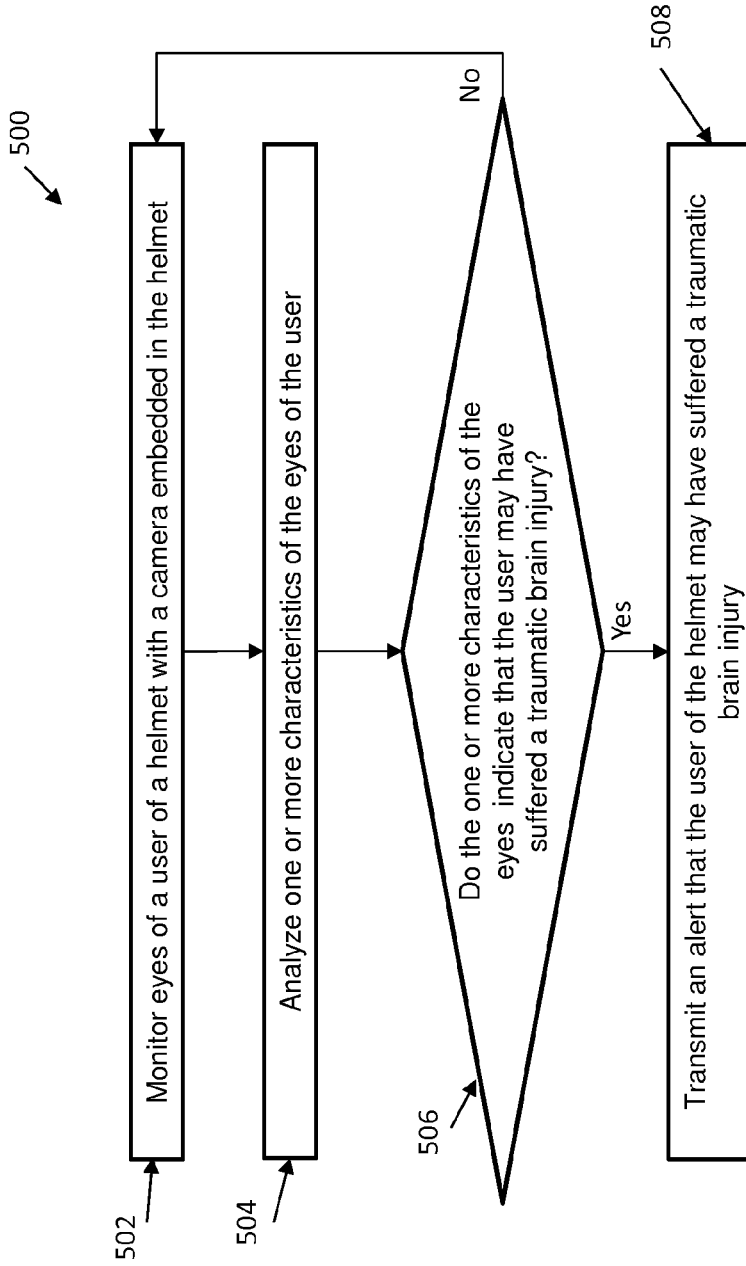 500
502
Monitor eyes of a user of a helmet with a camera embedded in the helmet
504
Analyze one or more characteristics of the eyes of the user
506
Do the one or more characteristics of the
eyes indicate that the user may have
suffered a traumatic brain injury?
No
Yes
508
Transmit an alert that the user of the helmet may have suffered a traumatic
brain injury